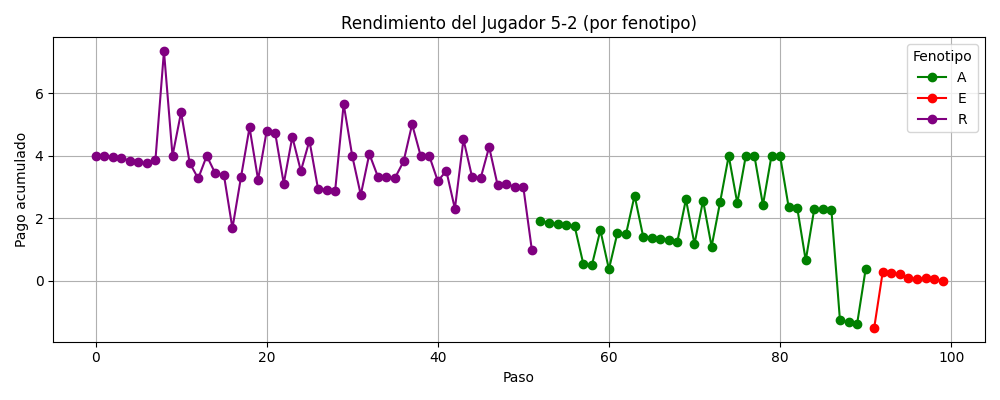 Rendimiento del Jugador 5-2 (por fenotipo)
Pago acumulado
6
4
2
0
0
20
40
60
80
100
Paso
Fenotipo
A
E
R